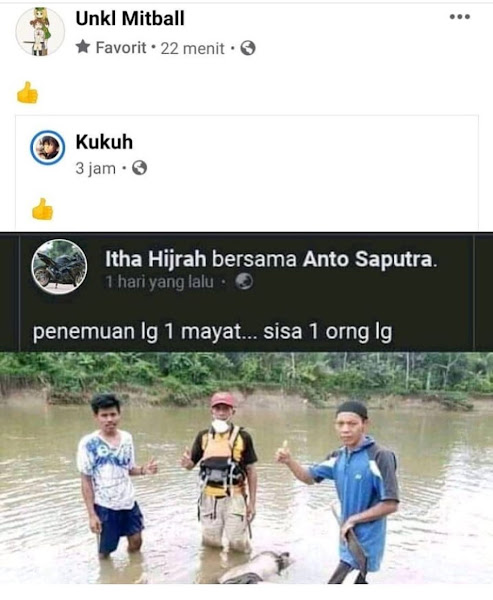 Unkl Mitball
Favorit • 22 menit •
Kukuh
3 jam •
Itha Hijrah bersama Anto Saputra.
1 hari yang lalu •
penemuan lg 1 mayat... sisa 1 orng lg